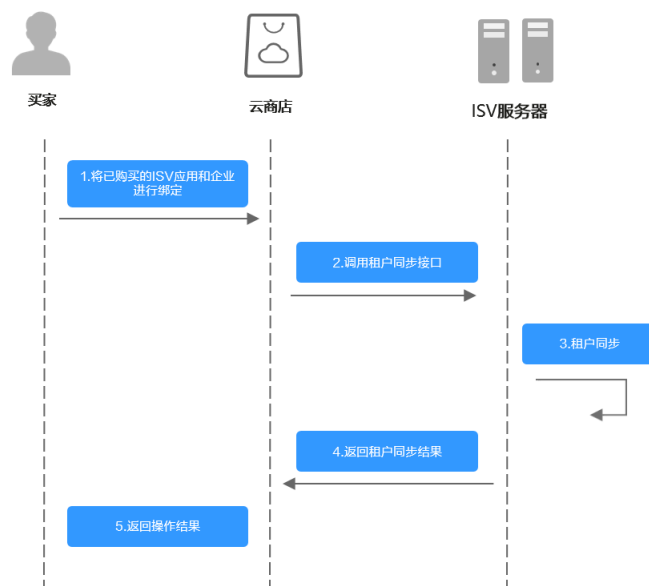 买家
云商店
ISV服务器
1.将已购买的ISV应用和企业
进行绑定
2.调用租户同步接口
3.租户同步
4.返回租户同步结果
5.返回操作结果